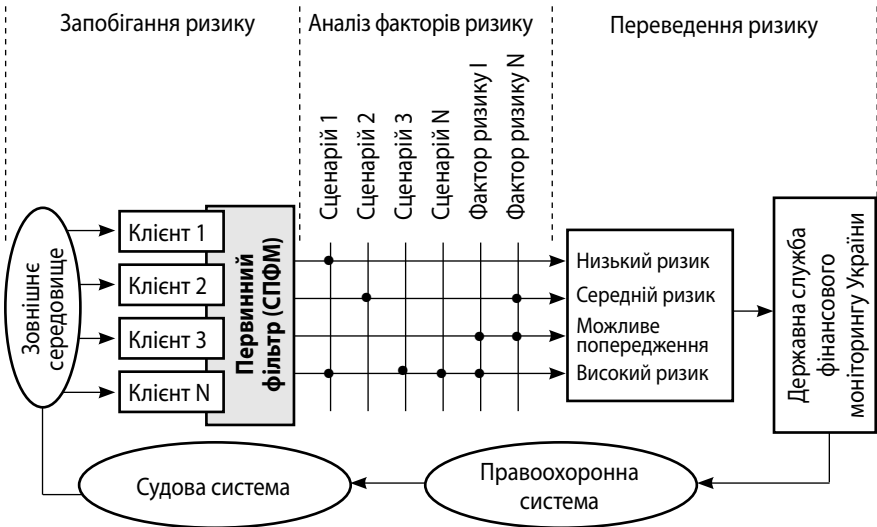 Запобігання ризику
Аналіз факторів ризику
Переведення ризику
Сценарій 1
Сценарій 2
Сценарій 3
Сценарій N
Фактор ризику I
Фактор ризику N
Зовнішнє
середовище
Клієнт 1
Клієнт 2
Клієнт 3
Клієнт N
Первинний
фільтр (СПФМ)
Низький ризик
Середній ризик
Можливе
попередження
Високий ризик
Державна служба
фінансового
моніторингу України
Судова система
Правоохоронна
система